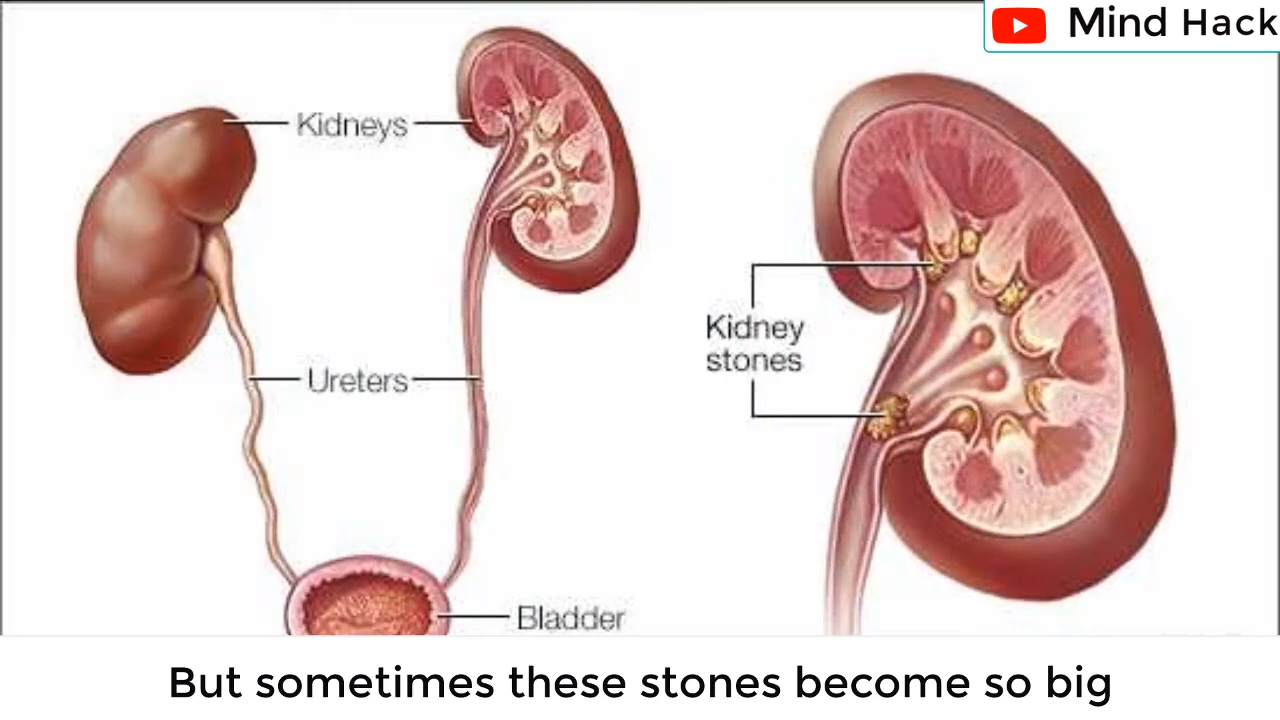 Mind Hack
Kidneys
Kidney
stones
Ureters
Bladder
But sometimes these stones become so big